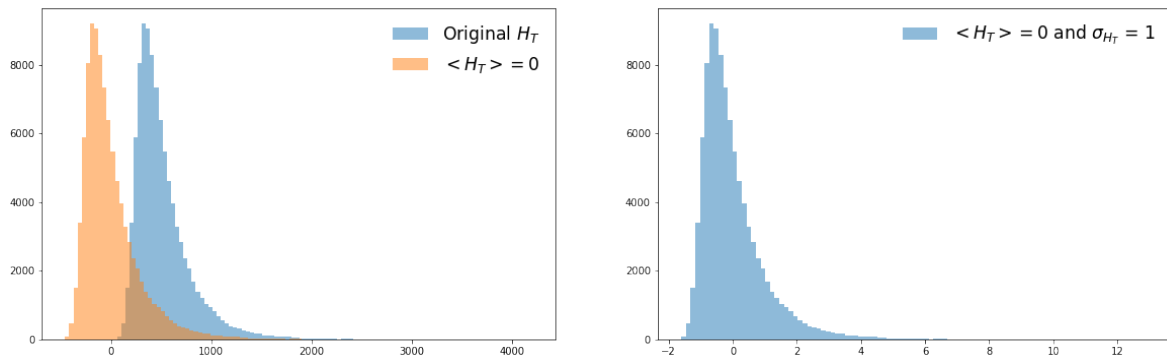 Original $H_T$
$< H_T > = 0$
8000
6000
4000
2000
0
0 1000 2000 3000 4000
$< H_T > = 0$ and $\sigma_{H_T} = 1$
8000
6000
4000
2000
0
−2 0 2 4 6 8 10 12